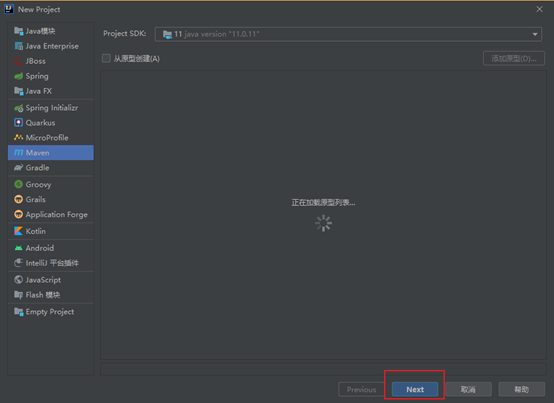 New Project
Java模块
Java Enterprise
JBoss
Spring
Java FX
Spring Initializr
Quarkus
MicroProfile
Maven
Gradle
Groovy
Grails
Application Forge
Kotlin
Android
IntelliJ 平台插件
JavaScript
Flash 模块
Empty Project
Project SDK: 11 java version "11.0.11"
从原型创建(A) 添加原型(D)...
正在加载原型列表...
Previous Next 取消 帮助